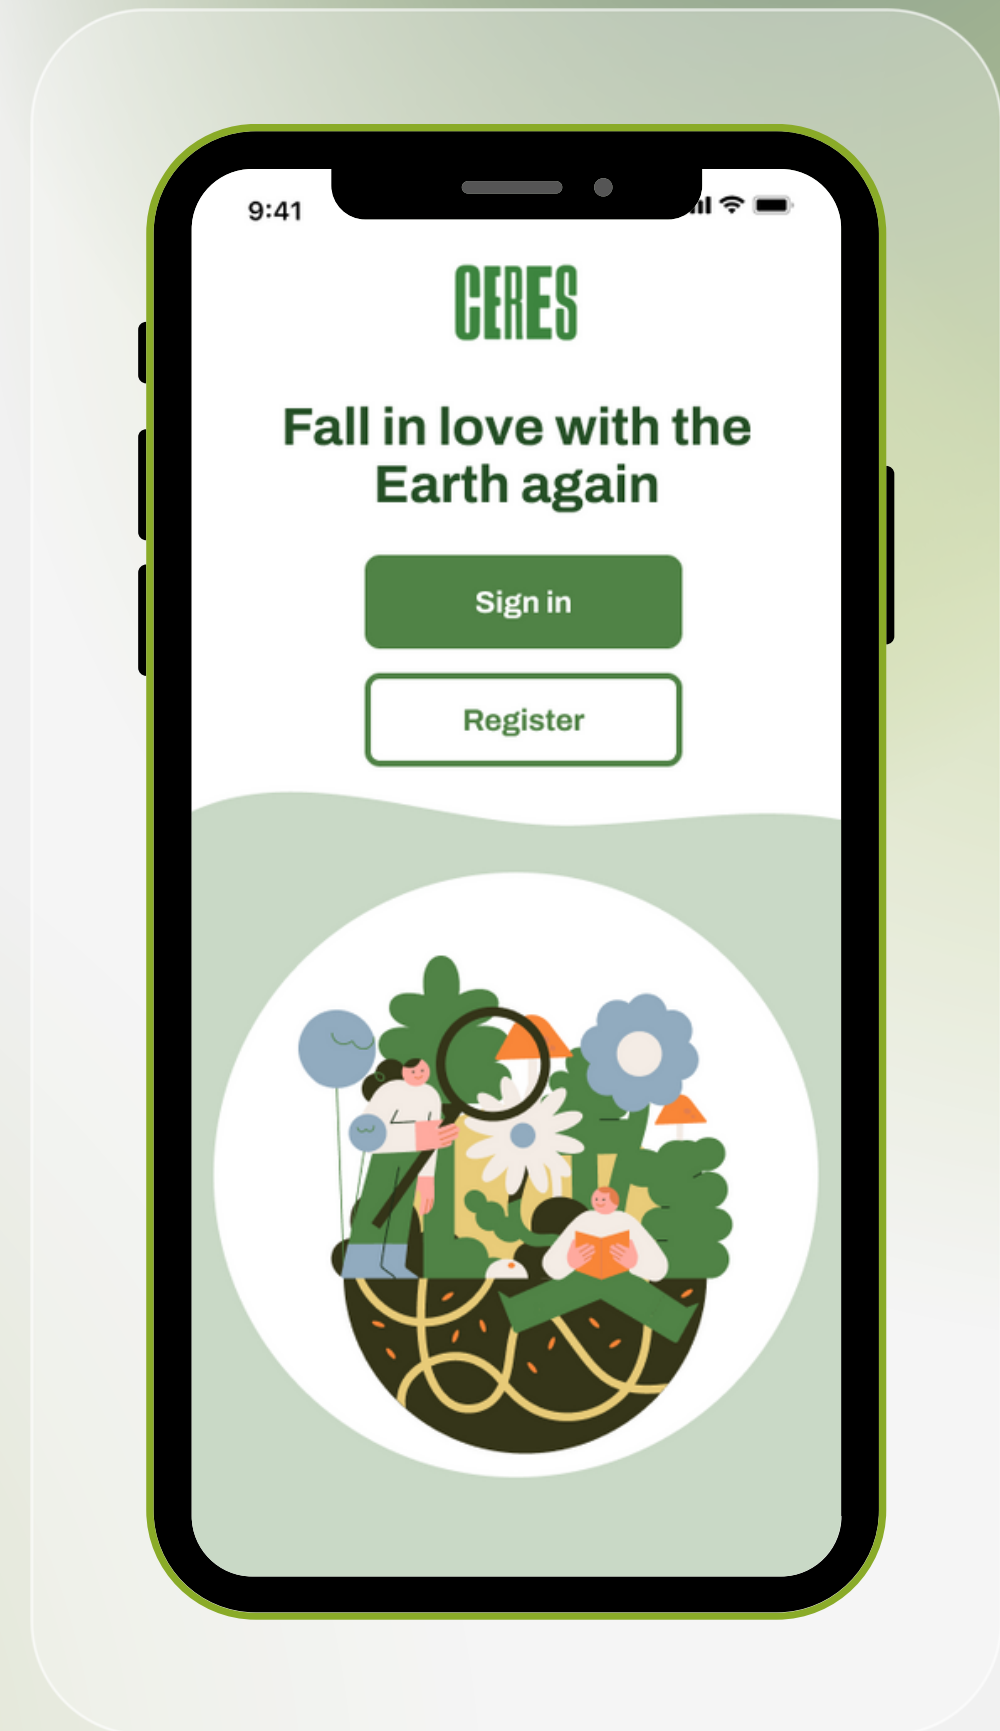 9:41
CERES
Fall in love with the
Earth again
Sign in
Register